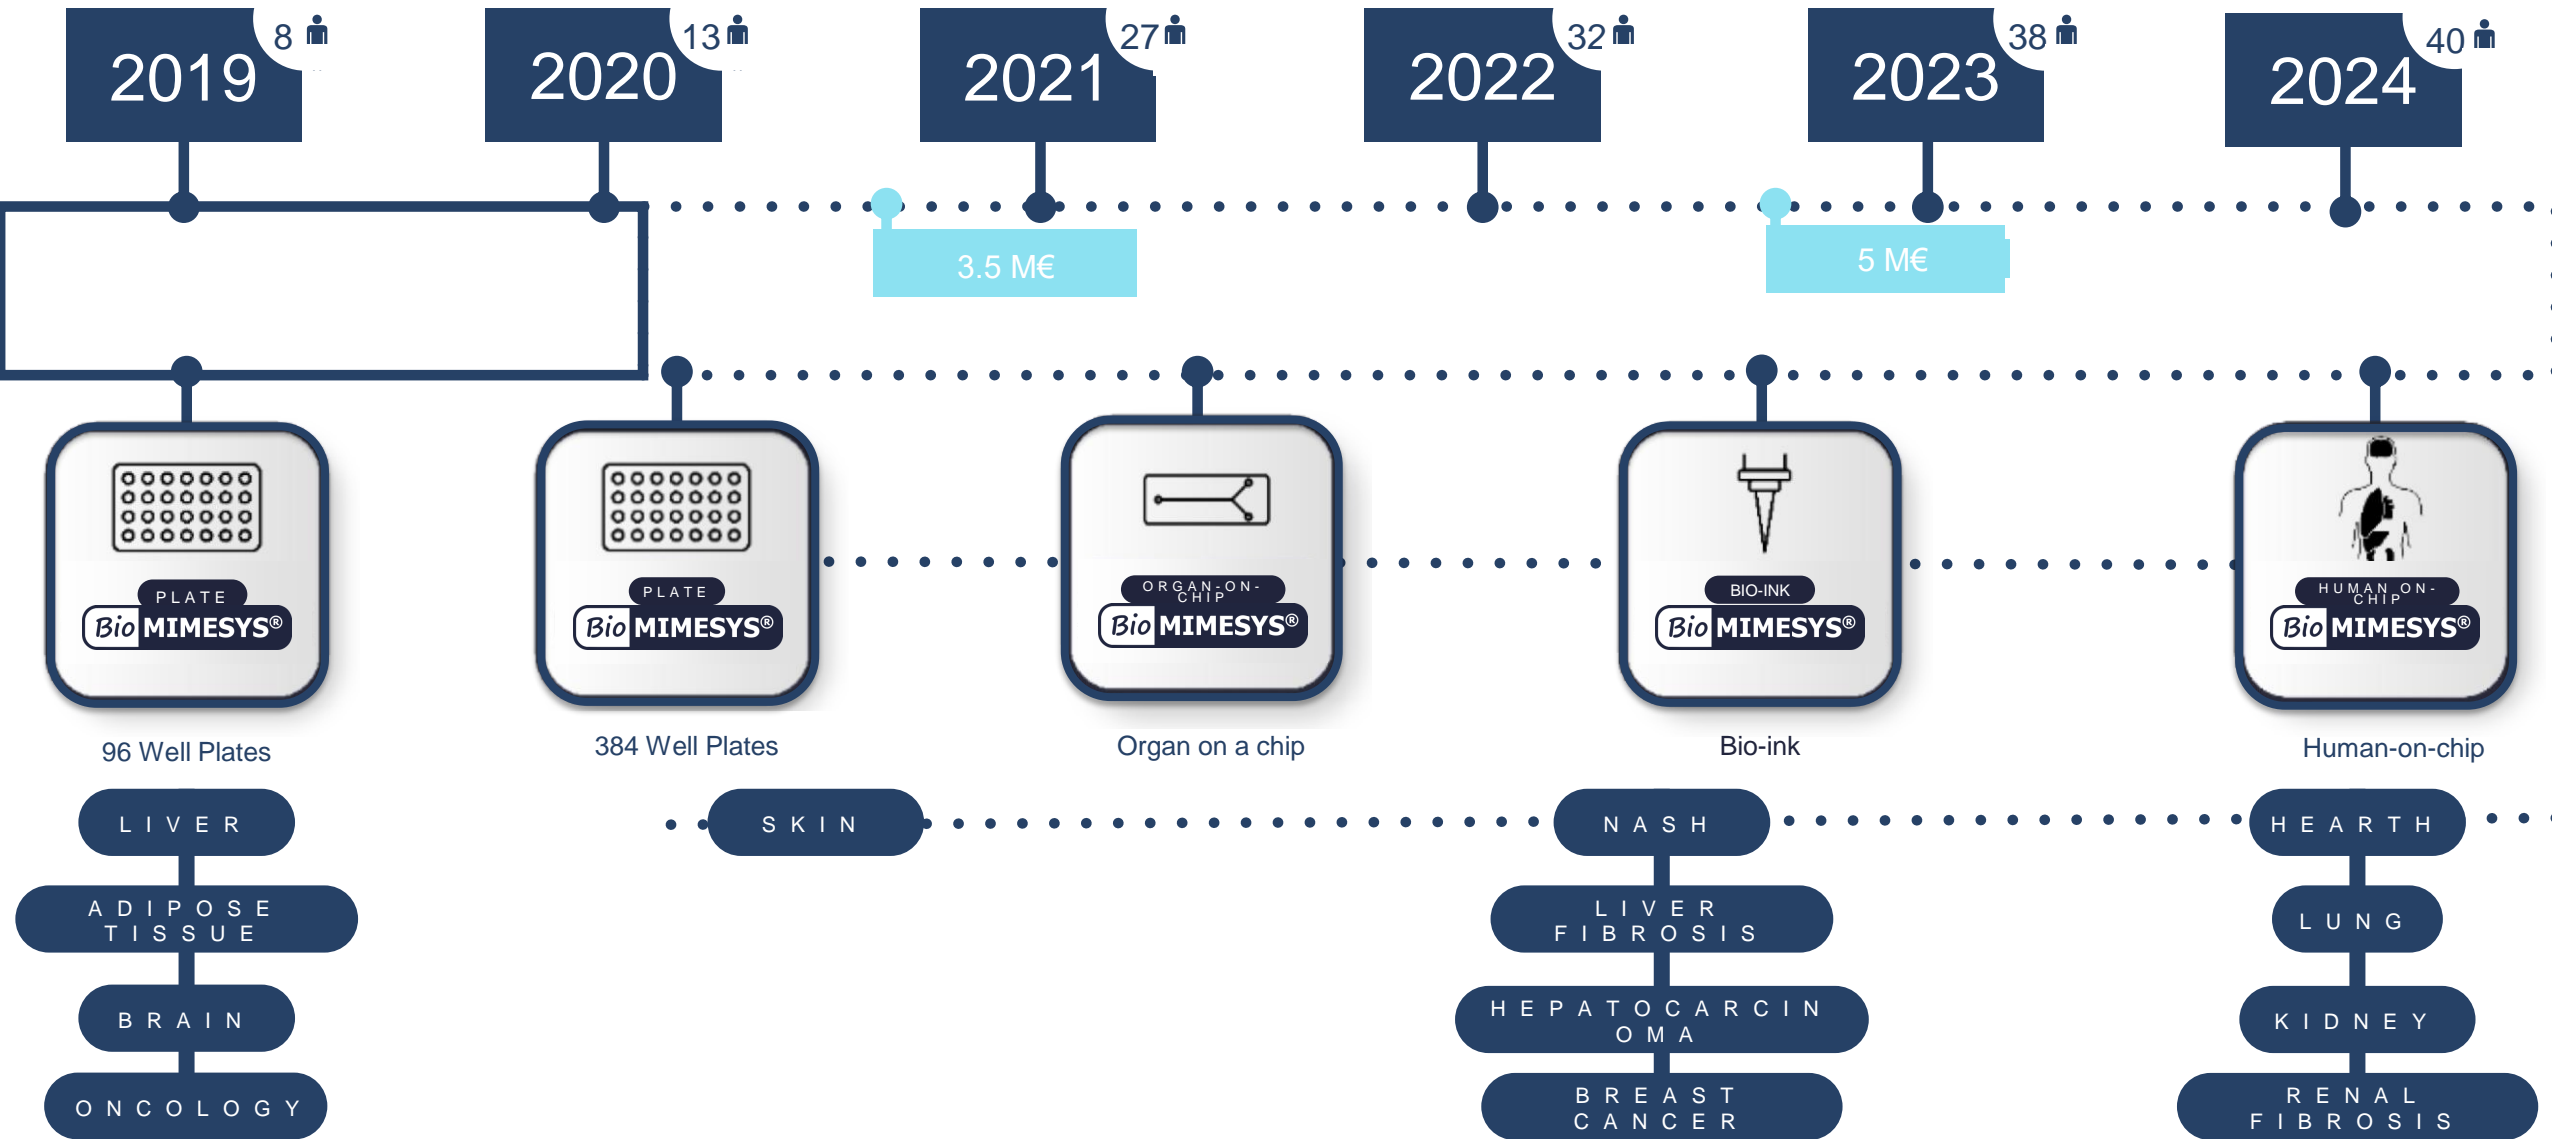 2019
8
2020
13
2021
27
2022
32
2023
38
2024
40
3.5 M€
5 M€
PLATE
Bio MIMESYS®
96 Well Plates
PLATE
Bio MIMESYS®
384 Well Plates
ORGAN-ON-
CHIP
Bio MIMESYS®
Organ on a chip
BIO-INK
Bio MIMESYS®
Bio-ink
HUMAN ON-
CHIP
Bio MIMESYS®
Human-on-chip
LIVER
ADIPOSE
TISSUE
BRAIN
ONCOLOGY
SKIN
NASH
LIVER
FIBROSIS
HEPATOCARCIN
OMA
BREAST
CANCER
HEARTH
LUNG
KIDNEY
RENAL
FIBROSIS